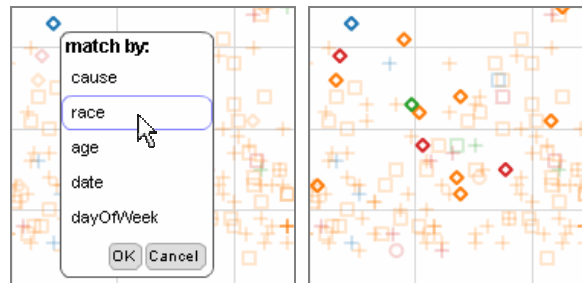 match by:
cause
race
age
date
dayOfWeek
OK Cancel